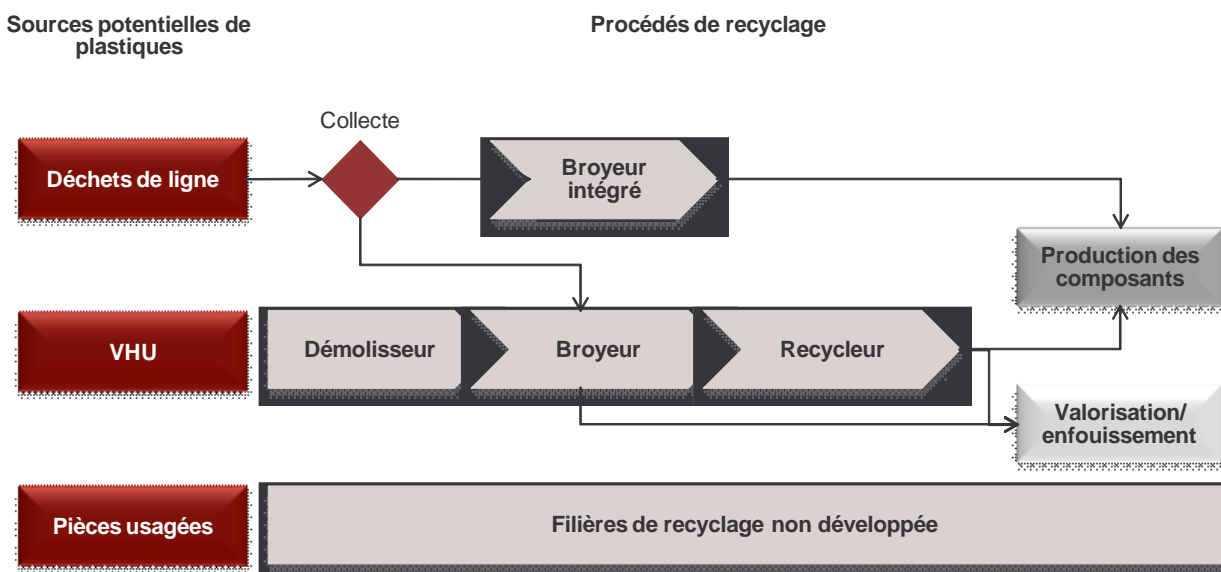 Sources potentielles de
plastiques
Procédés de recyclage
Collecte
Déchets de ligne
Broyeur
intégré
Production des
composants
VHU
Démolisseur
Broyeur
Recycleur
Valorisation/
enfouissement
Pièces usagées
Filières de recyclage non développée